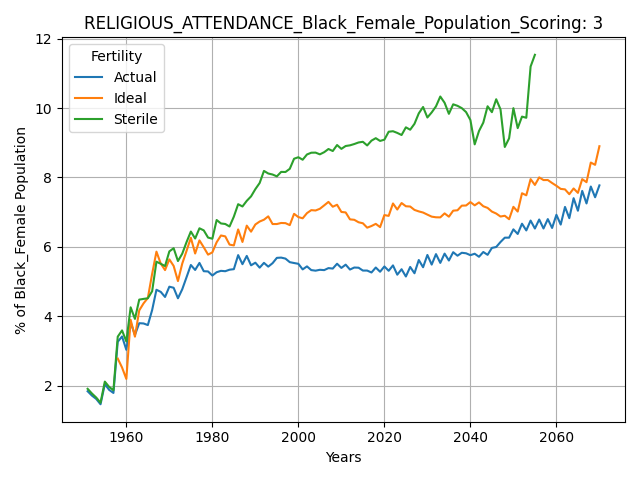 RELIGIOUS_ATTENDANCE_Black_Female_Population_Scoring: 3
12
10
8
6
4
2
% of Black_Female Population
Fertility
Actual
Ideal
Sterile
1960
1980
2000
2020
2040
2060
Years